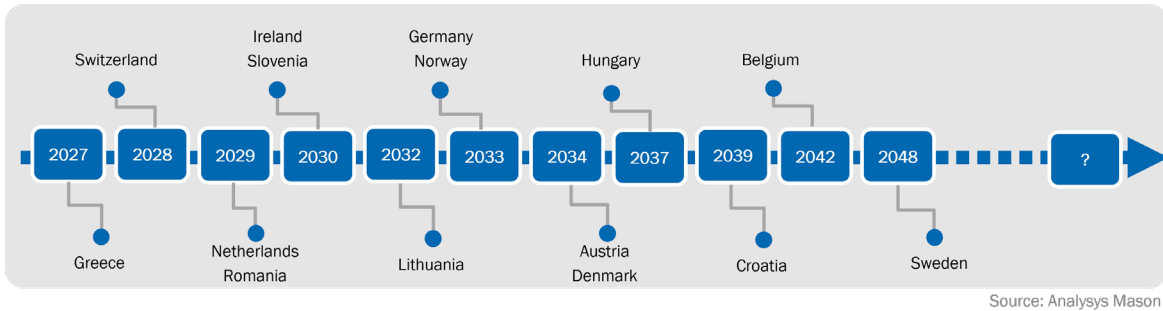 Switzerland
Ireland
Slovenia
Germany
Norway
Hungary
Belgium
2027
2028
2029
2030
2032
2033
2034
2037
2039
2042
2048
?
Greece
Netherlands
Romania
Lithuania
Austria
Denmark
Croatia
Sweden
Source: Analysys Mason